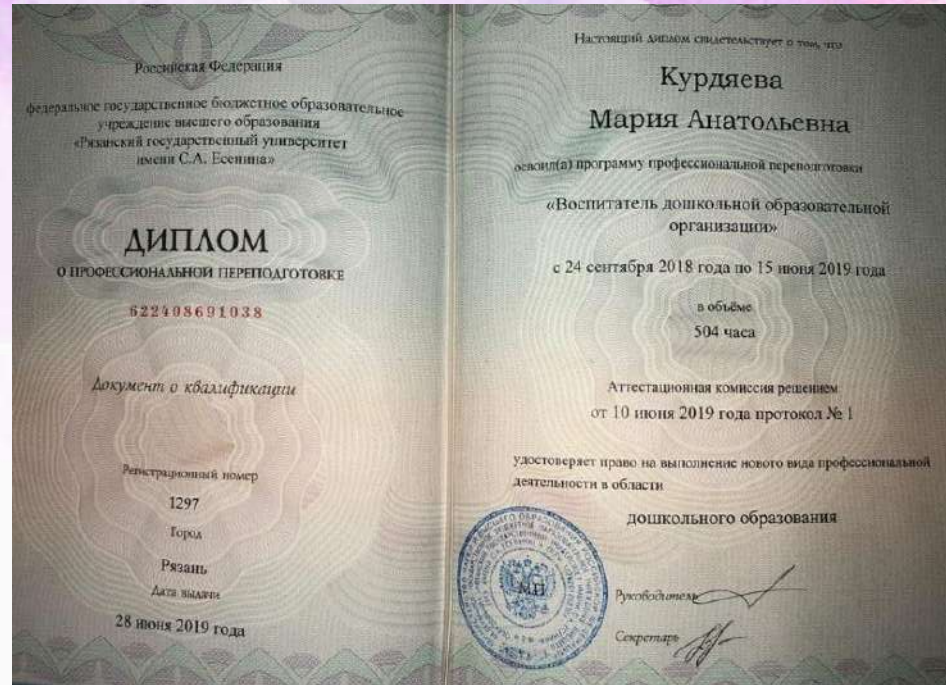 Российская Федерация
федеральное государственное бюджетное образовательное
учреждение высшего образования
«Рязанский государственный университет
имени С.А. Есенина»
ДИПЛОМ
О ПРОФЕССИОНАЛЬНОЙ ПЕРЕПОДГОТОВКЕ
622408691038
Документ о квалификации
Регистрационный номер
1297
Город
Рязань
Дата выдачи
28 июня 2019 года
Настоящий диплом свидетельствует о том, что
Курдяева
Мария Анатольевна
освоил(а) программу профессиональной переподготовки
«Воспитатель дошкольной образовательной
организации»
с 24 сентября 2018 года по 15 июня 2019 года
в объёме
504 часа
Аттестационная комиссия решением
от 10 июня 2019 года протокол № 1
удостоверяет право на выполнение нового вида профессиональной
деятельности в области
дошкольного образования
МП
Руководитель
Секретарь